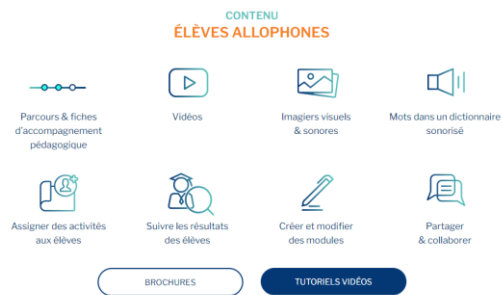 CONTENU
ÉLÈVES ALLOPHONES
Parcours & fiches
d'accompagnement
pédagogique
Vidéos
Imagiers visuels
& sonores
Mots dans un dictionnaire
sonorisé
Assigner des activités
aux élèves
Suivre les résultats
des élèves
Créer et modifier
des modules
Partager
& collaborer
BROCHURES
TUTORIELS VIDÉOS